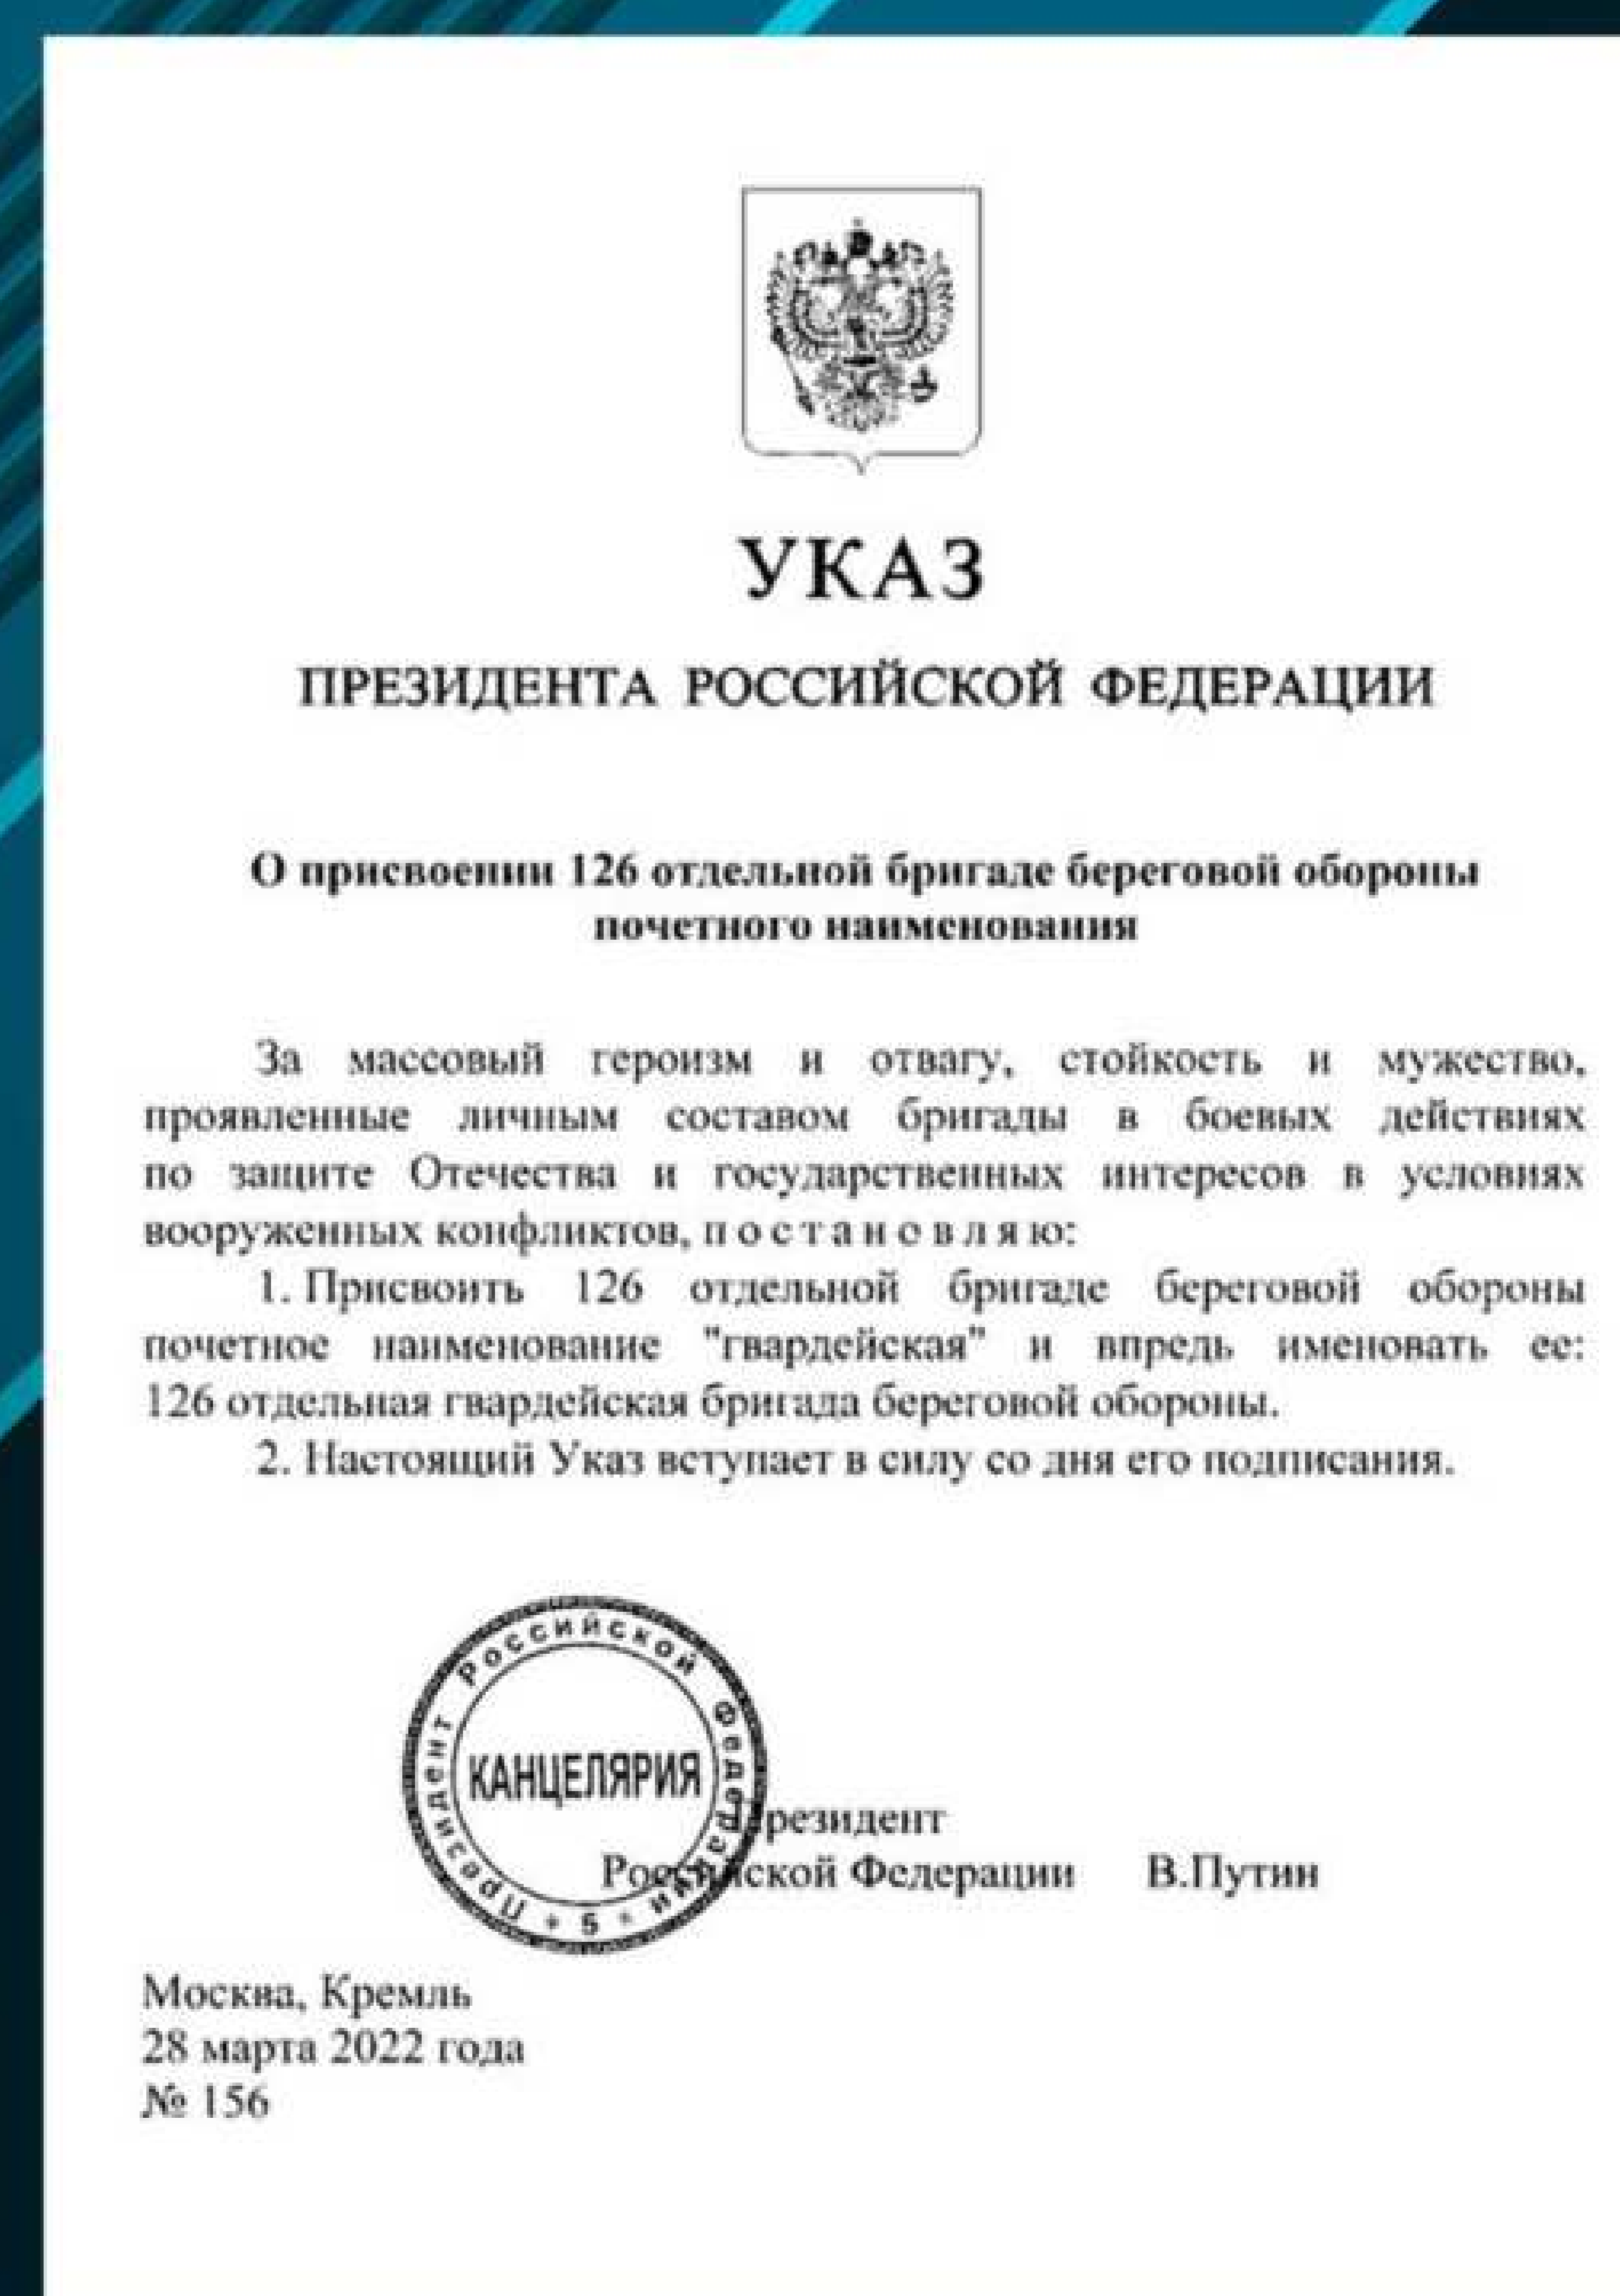 УКАЗ
ПРЕЗИДЕНТА РОССИЙСКОЙ ФЕДЕРАЦИИ
О присвоении 126 отдельной бригаде береговой обороны
почетного наименования
За массовый героизм и отвагу, стойкость и мужество,
проявленные личным составом бригады в боевых действиях
по защите Отечества и государственных интересов в условиях
вооруженных конфликтов, п о с т а н о в л я ю:
1. Присвоить 126 отдельной бригаде береговой обороны
почетное наименование "гвардейская" и впредь именовать ее:
126 отдельная гвардейская бригада береговой обороны.
2. Настоящий Указ вступает в силу со дня его подписания.
Президент Российской Федерации * 5 *
КАНЦЕЛЯРИЯ
Президент
Российской Федерации В.Путин
Москва, Кремль
28 марта 2022 года
№ 156